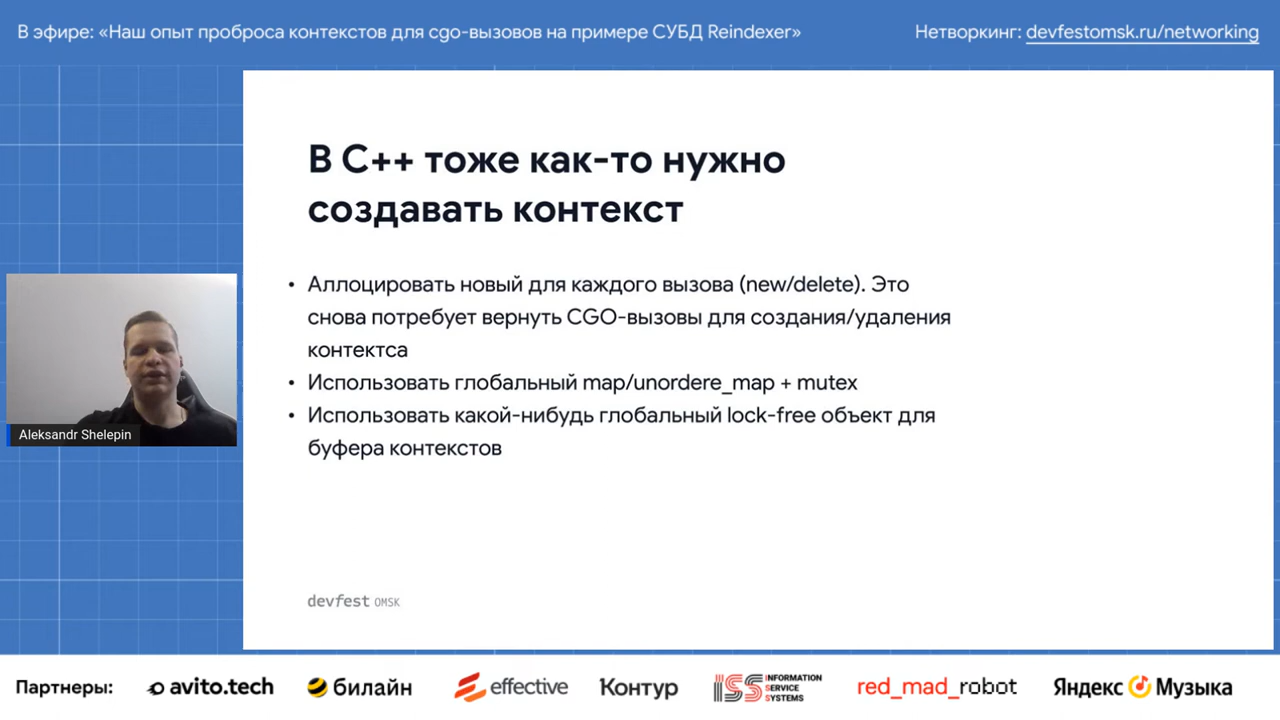 В эфире: «Наш опыт проброса контекстов для cgo-вызовов на примере СУБД Reindexer»
Нетворкинг: devfestomsk.ru/networking
В C++ тоже как-то нужно
создавать контекст
• Аллоцировать новый для каждого вызова (new/delete). Это
снова потребует вернуть CGO-вызовы для создания/удаления
контектса
• Использовать глобальный map/unordere_map + mutex
• Использовать какой-нибудь глобальный lock-free объект для
буфера контекстов
Aleksandr Shelepin
devfest OMSK
Партнеры:
avito.tech
билайн
effective
Контур
ISS INFORMATION
SERVICE
SYSTEMS
red_mad_robot
Яндекс Музыка